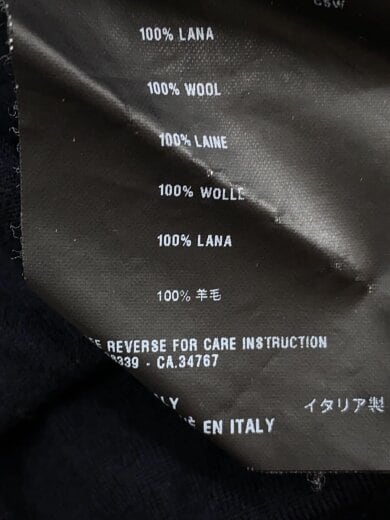 100% LANA
100% WOOL
100% LAINE
100% WOLLE
100% LANA
100% 羊毛
REVERSE FOR CARE INSTRUCTION
- CA.34767
イタリア製
EN ITALY